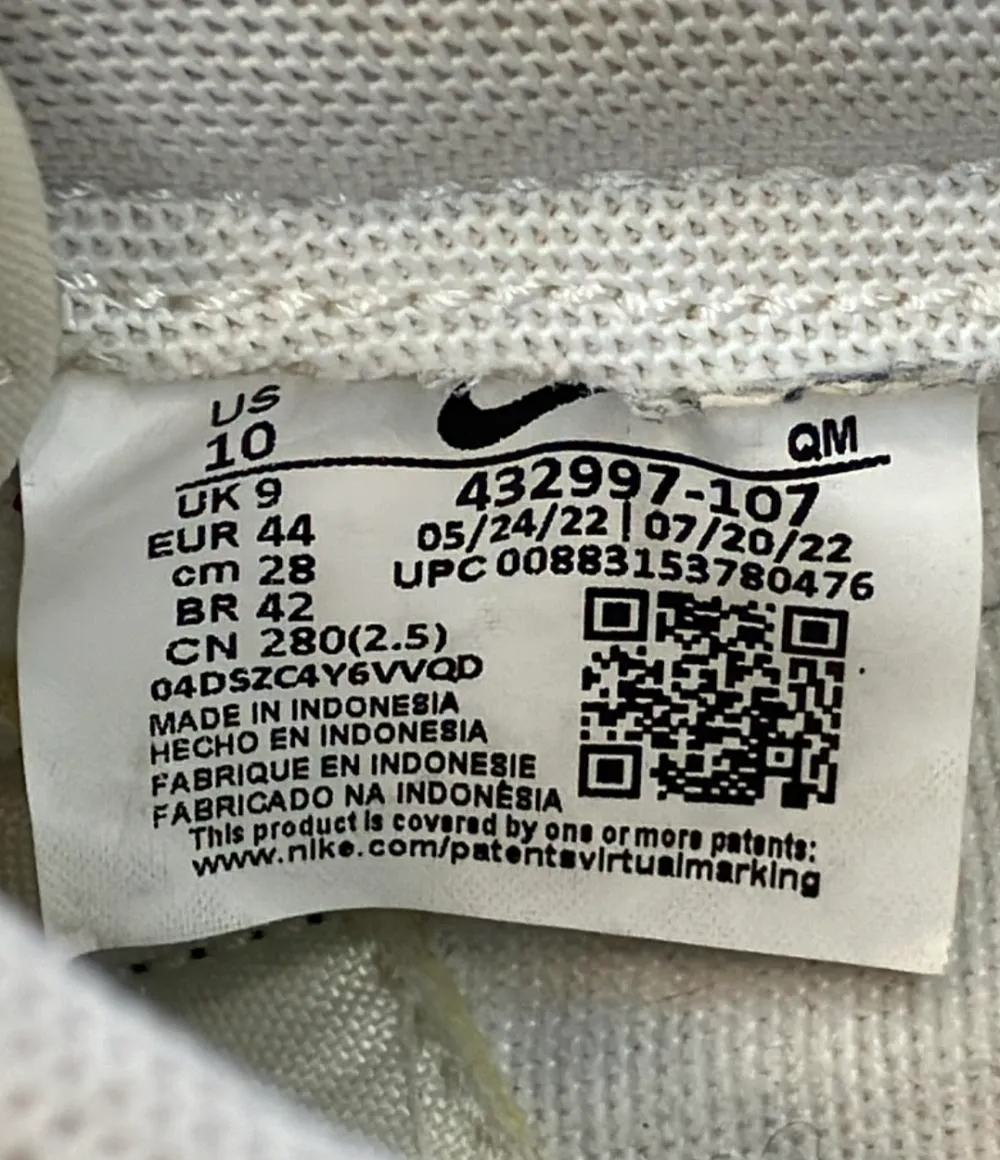 US
10
QM
UK 9
432997-107
EUR 44
05/24/22 | 07/20/22
cm 28
UPC 00883153780476
BR 42
CN 280(2.5)
04DSZC4Y6VVQD
MADE IN INDONESIA
HECHO EN INDONESIA
FABRIQUE EN INDONESIE
FABRICADO NA INDONÉSIA
This product is covered by one or more patents:
www.nike.com/patentsvirtualmarking